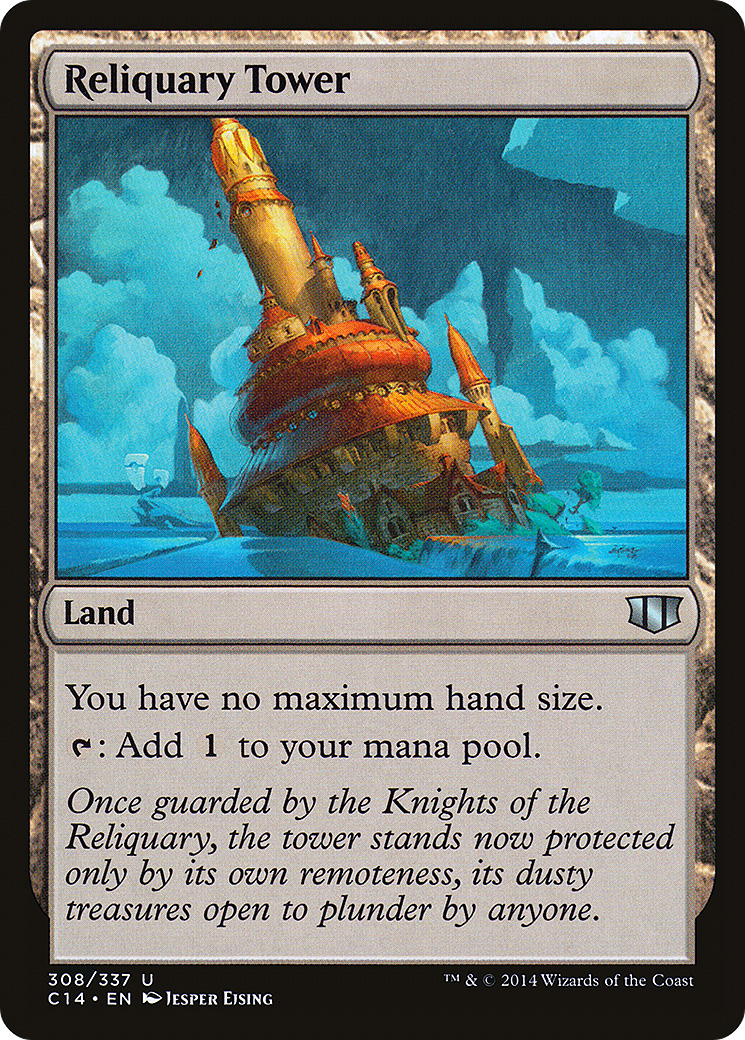 Reliquary Tower
Land
You have no maximum hand size.
: Add 1 to your mana pool.
Once guarded by the Knights of the
Reliquary, the tower stands now protected
only by its own remoteness, its dusty
treasures open to plunder by anyone.
308/337 U
™ & © 2014 Wizards of the Coast
C14 • EN Jesper Ejsing